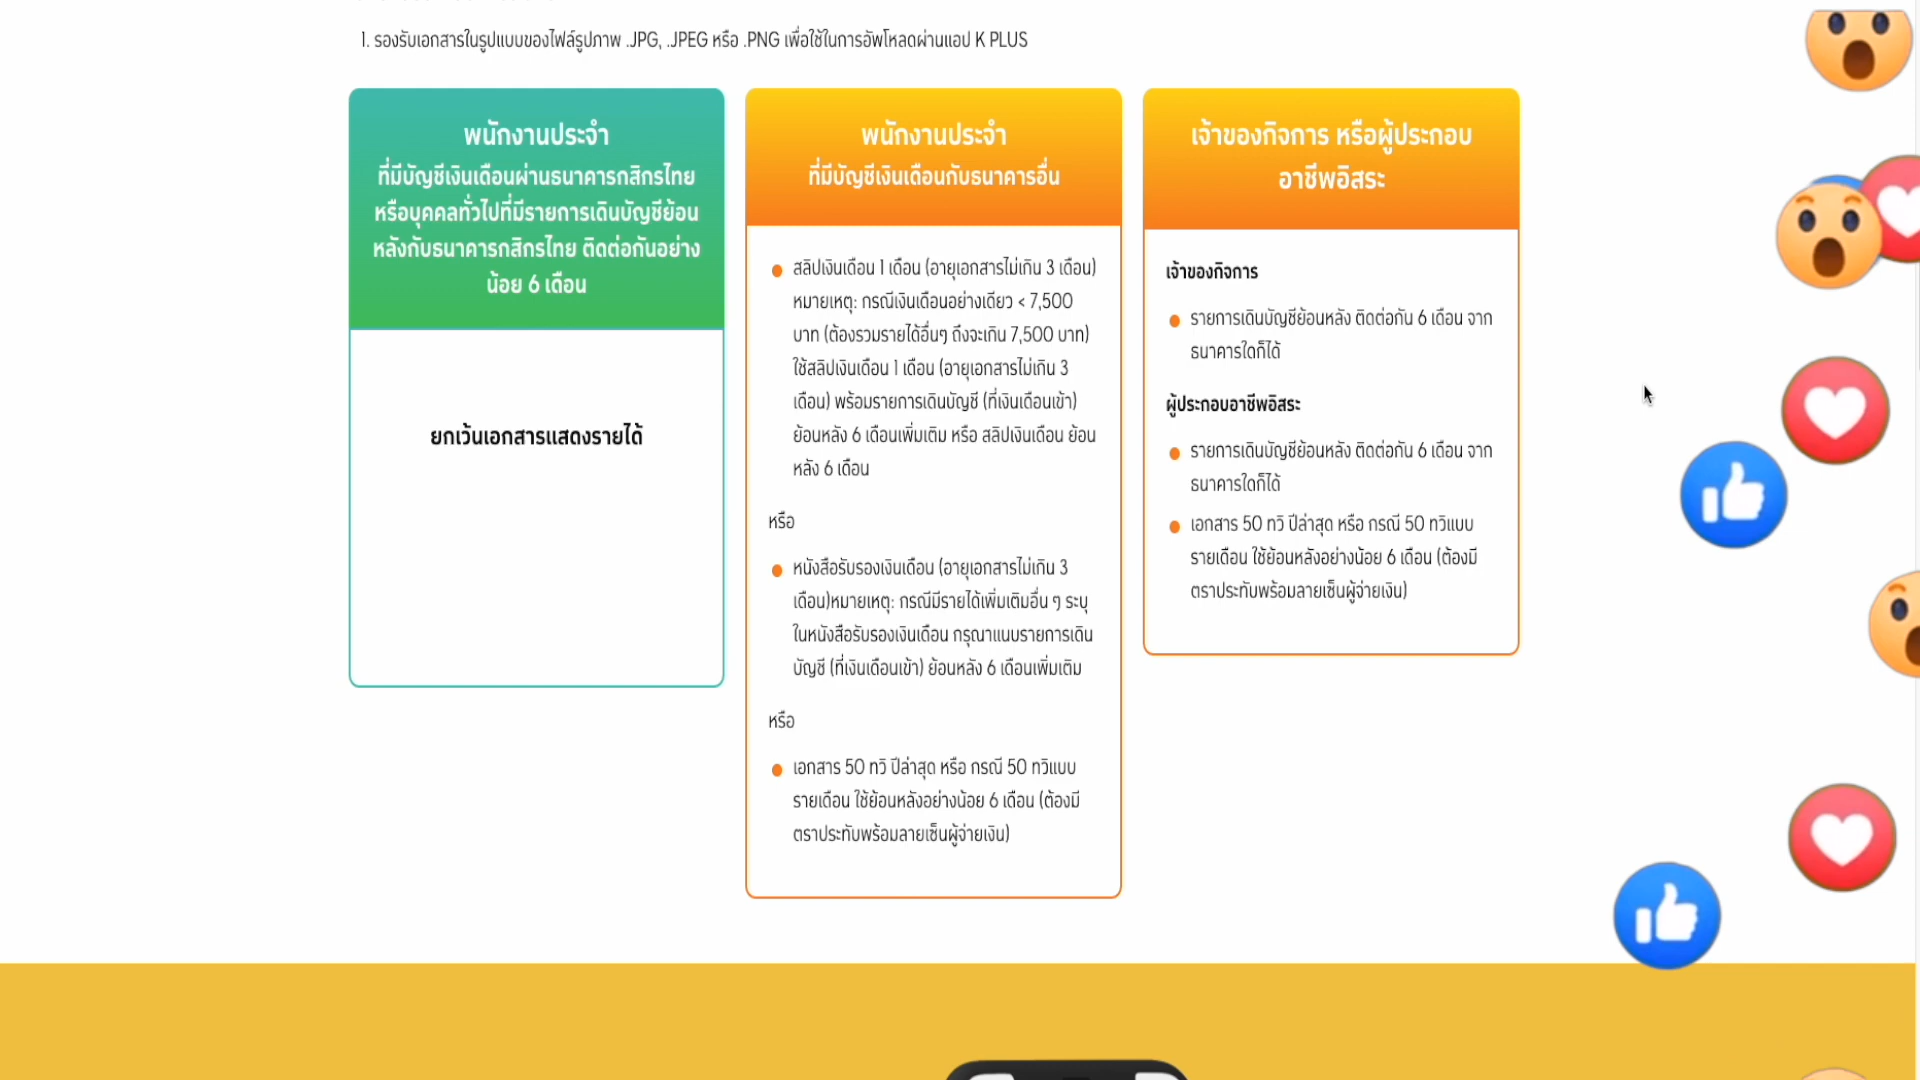 1. รองรับเอกสารในรูปแบบของไฟล์รูปภาพ .JPG, .JPEG หรือ .PNG เพื่อใช้ในการอัพโหลดผ่านแอป K PLUS
พนักงานประจำ
ที่มีบัญชีเงินเดือนผ่านธนาคารกสิกรไทย
หรือบุคคลทั่วไปที่มีรายการเดินบัญชีย้อน
หลังกับธนาคารกสิกรไทย ติดต่อกันอย่าง
น้อย 6 เดือน
ยกเว้นเอกสารแสดงรายได้
พนักงานประจำ
ที่มีบัญชีเงินเดือนกับธนาคารอื่น
สลิปเงินเดือน 1 เดือน (อายุเอกสารไม่เกิน 3 เดือน)
หมายเหตุ: กรณีเงินเดือนอย่างเดียว < 7,500
บาท (ต้องรวมรายได้อื่นๆ ถึงจะเกิน 7,500 บาท)
ใช้สลิปเงินเดือน 1 เดือน (อายุเอกสารไม่เกิน 3
เดือน) พร้อมรายการเดินบัญชี (ที่เงินเดือนเข้า)
ย้อนหลัง 6 เดือนเพิ่มเติม หรือ สลิปเงินเดือน ย้อน
หลัง 6 เดือน
หรือ
หนังสือรับรองเงินเดือน (อายุเอกสารไม่เกิน 3
เดือน)หมายเหตุ: กรณีมีรายได้เพิ่มเติมอื่น ๆ ระบุ
ในหนังสือรับรองเงินเดือน กรุณาแนบรายการเดิน
บัญชี (ที่เงินเดือนเข้า) ย้อนหลัง 6 เดือนเพิ่มเติม
หรือ
เอกสาร 50 ทวิ ปีล่าสุด หรือ กรณี 50 ทวิแบบ
รายเดือน ใช้ย้อนหลังอย่างน้อย 6 เดือน (ต้องมี
ตราประทับพร้อมลายเซ็นผู้จ่ายเงิน)
เจ้าของกิจการ หรือผู้ประกอบ
อาชีพอิสระ
เจ้าของกิจการ
รายการเดินบัญชีย้อนหลัง ติดต่อกัน 6 เดือน จาก
ธนาคารใดก็ได้
ผู้ประกอบอาชีพอิสระ
รายการเดินบัญชีย้อนหลัง ติดต่อกัน 6 เดือน จาก
ธนาคารใดก็ได้
เอกสาร 50 ทวิ ปีล่าสุด หรือ กรณี 50 ทวิแบบ
รายเดือน ใช้ย้อนหลังอย่างน้อย 6 เดือน (ต้องมี
ตราประทับพร้อมลายเซ็นผู้จ่ายเงิน)